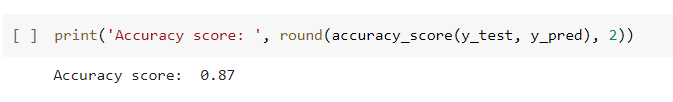 [ ] print('Accuracy score: ', round(accuracy_score(y_test, y_pred), 2))
Accuracy score:  0.87